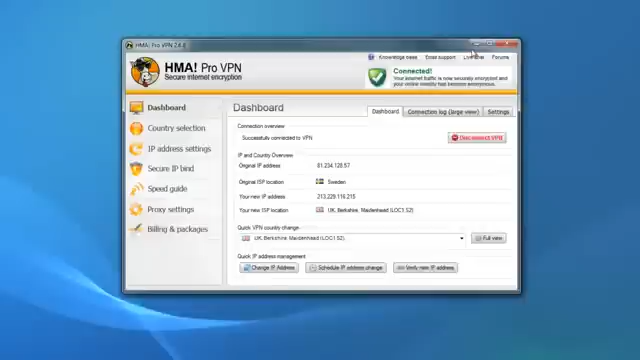 HMA! Pro VPN 2.6.6
HMA! Pro VPN
Secure internet encryption
Knowledge base Email support Live chat Forums
Connected!
Your internet traffic is now securely encrypted and
your online identity has become anonymous.
Dashboard
Country selection
IP address settings
Secure IP bind
Speed guide
Proxy settings
Billing & packages
Dashboard
Dashboard Connection log (large view) Settings
Connection overview
Successfully connected to VPN
Disconnect VPN
IP and Country Overview
Original IP address 81.234.128.57
Original ISP location Sweden
Your new IP address 213.229.116.215
Your new ISP location UK, Berkshire, Maidenhead (LOC1 S2)
Quick VPN country change
UK, Berkshire, Maidenhead (LOC1 S2)
Full view
Quick IP address management
Change IP Address Schedule IP address change Verify new IP address